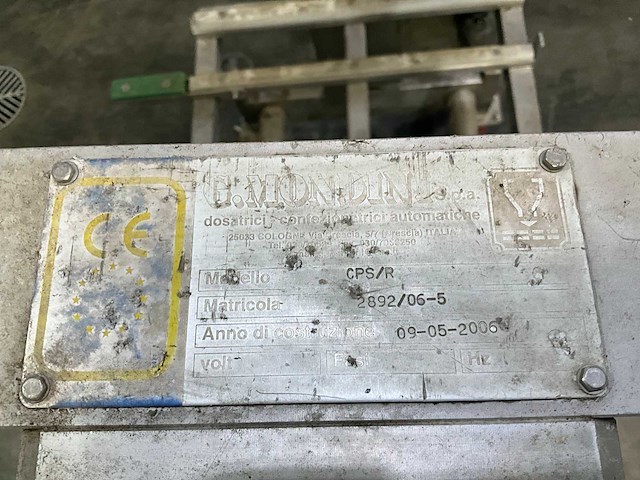 CE
G.MONDINI s.p.a.
dosatrici - confezionatrici automatiche
25033 COLOGNE (Brescia) ITALIA
Modello CPS/R
Matricola 2892/06-5
Anno di costruzione 09-05-2006
volt Hz